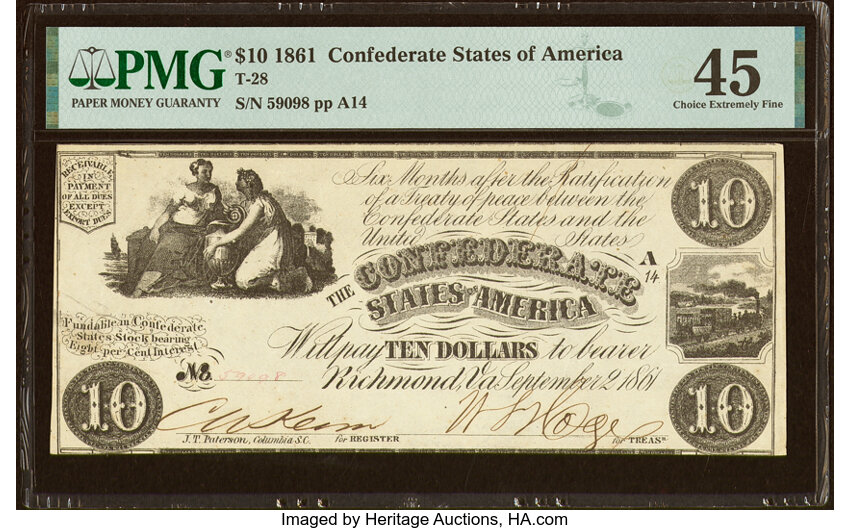 PMG®
PAPER MONEY GUARANTY
$10 1861 Confederate States of America
T-28
S/N 59098 pp A14
45
Choice Extremely Fine
RECEIVABLE
IN
PAYMENT
OF ALL DUES
EXCEPT
EXPORT DUES
Six Months after the Ratification
of a Treaty of peace between the
Confederate States and the
United States
10
A
14
THE CONFEDERATE
STATES OF AMERICA
Fundable in Confederate
States Stock bearing
Eight per Cent Interest
Will pay TEN DOLLARS to bearer
No. 59098
Richmond, Va September 2 1861
10
10
J.T. Paterson, Columbia S.C.
for REGISTER
for TREASR
Imaged by Heritage Auctions, HA.com